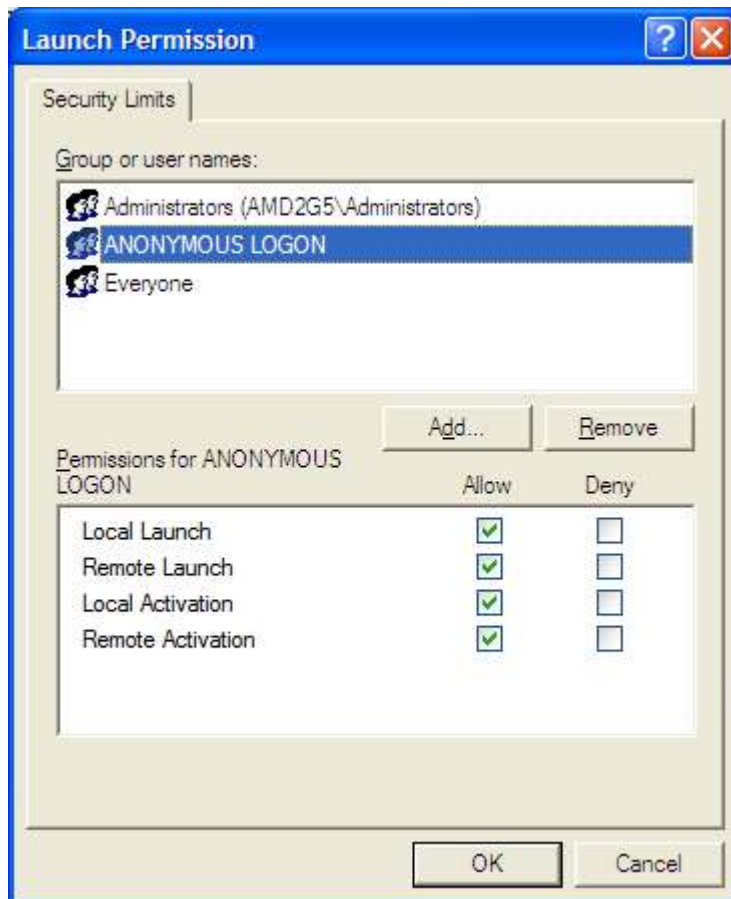 Launch Permission
Security Limits
Group or user names:
Administrators (AMD2G5\Administrators)
ANONYMOUS LOGON
Everyone
Add...
Remove
Permissions for ANONYMOUS
LOGON
Allow
Deny
Local Launch
Remote Launch
Local Activation
Remote Activation
OK
Cancel